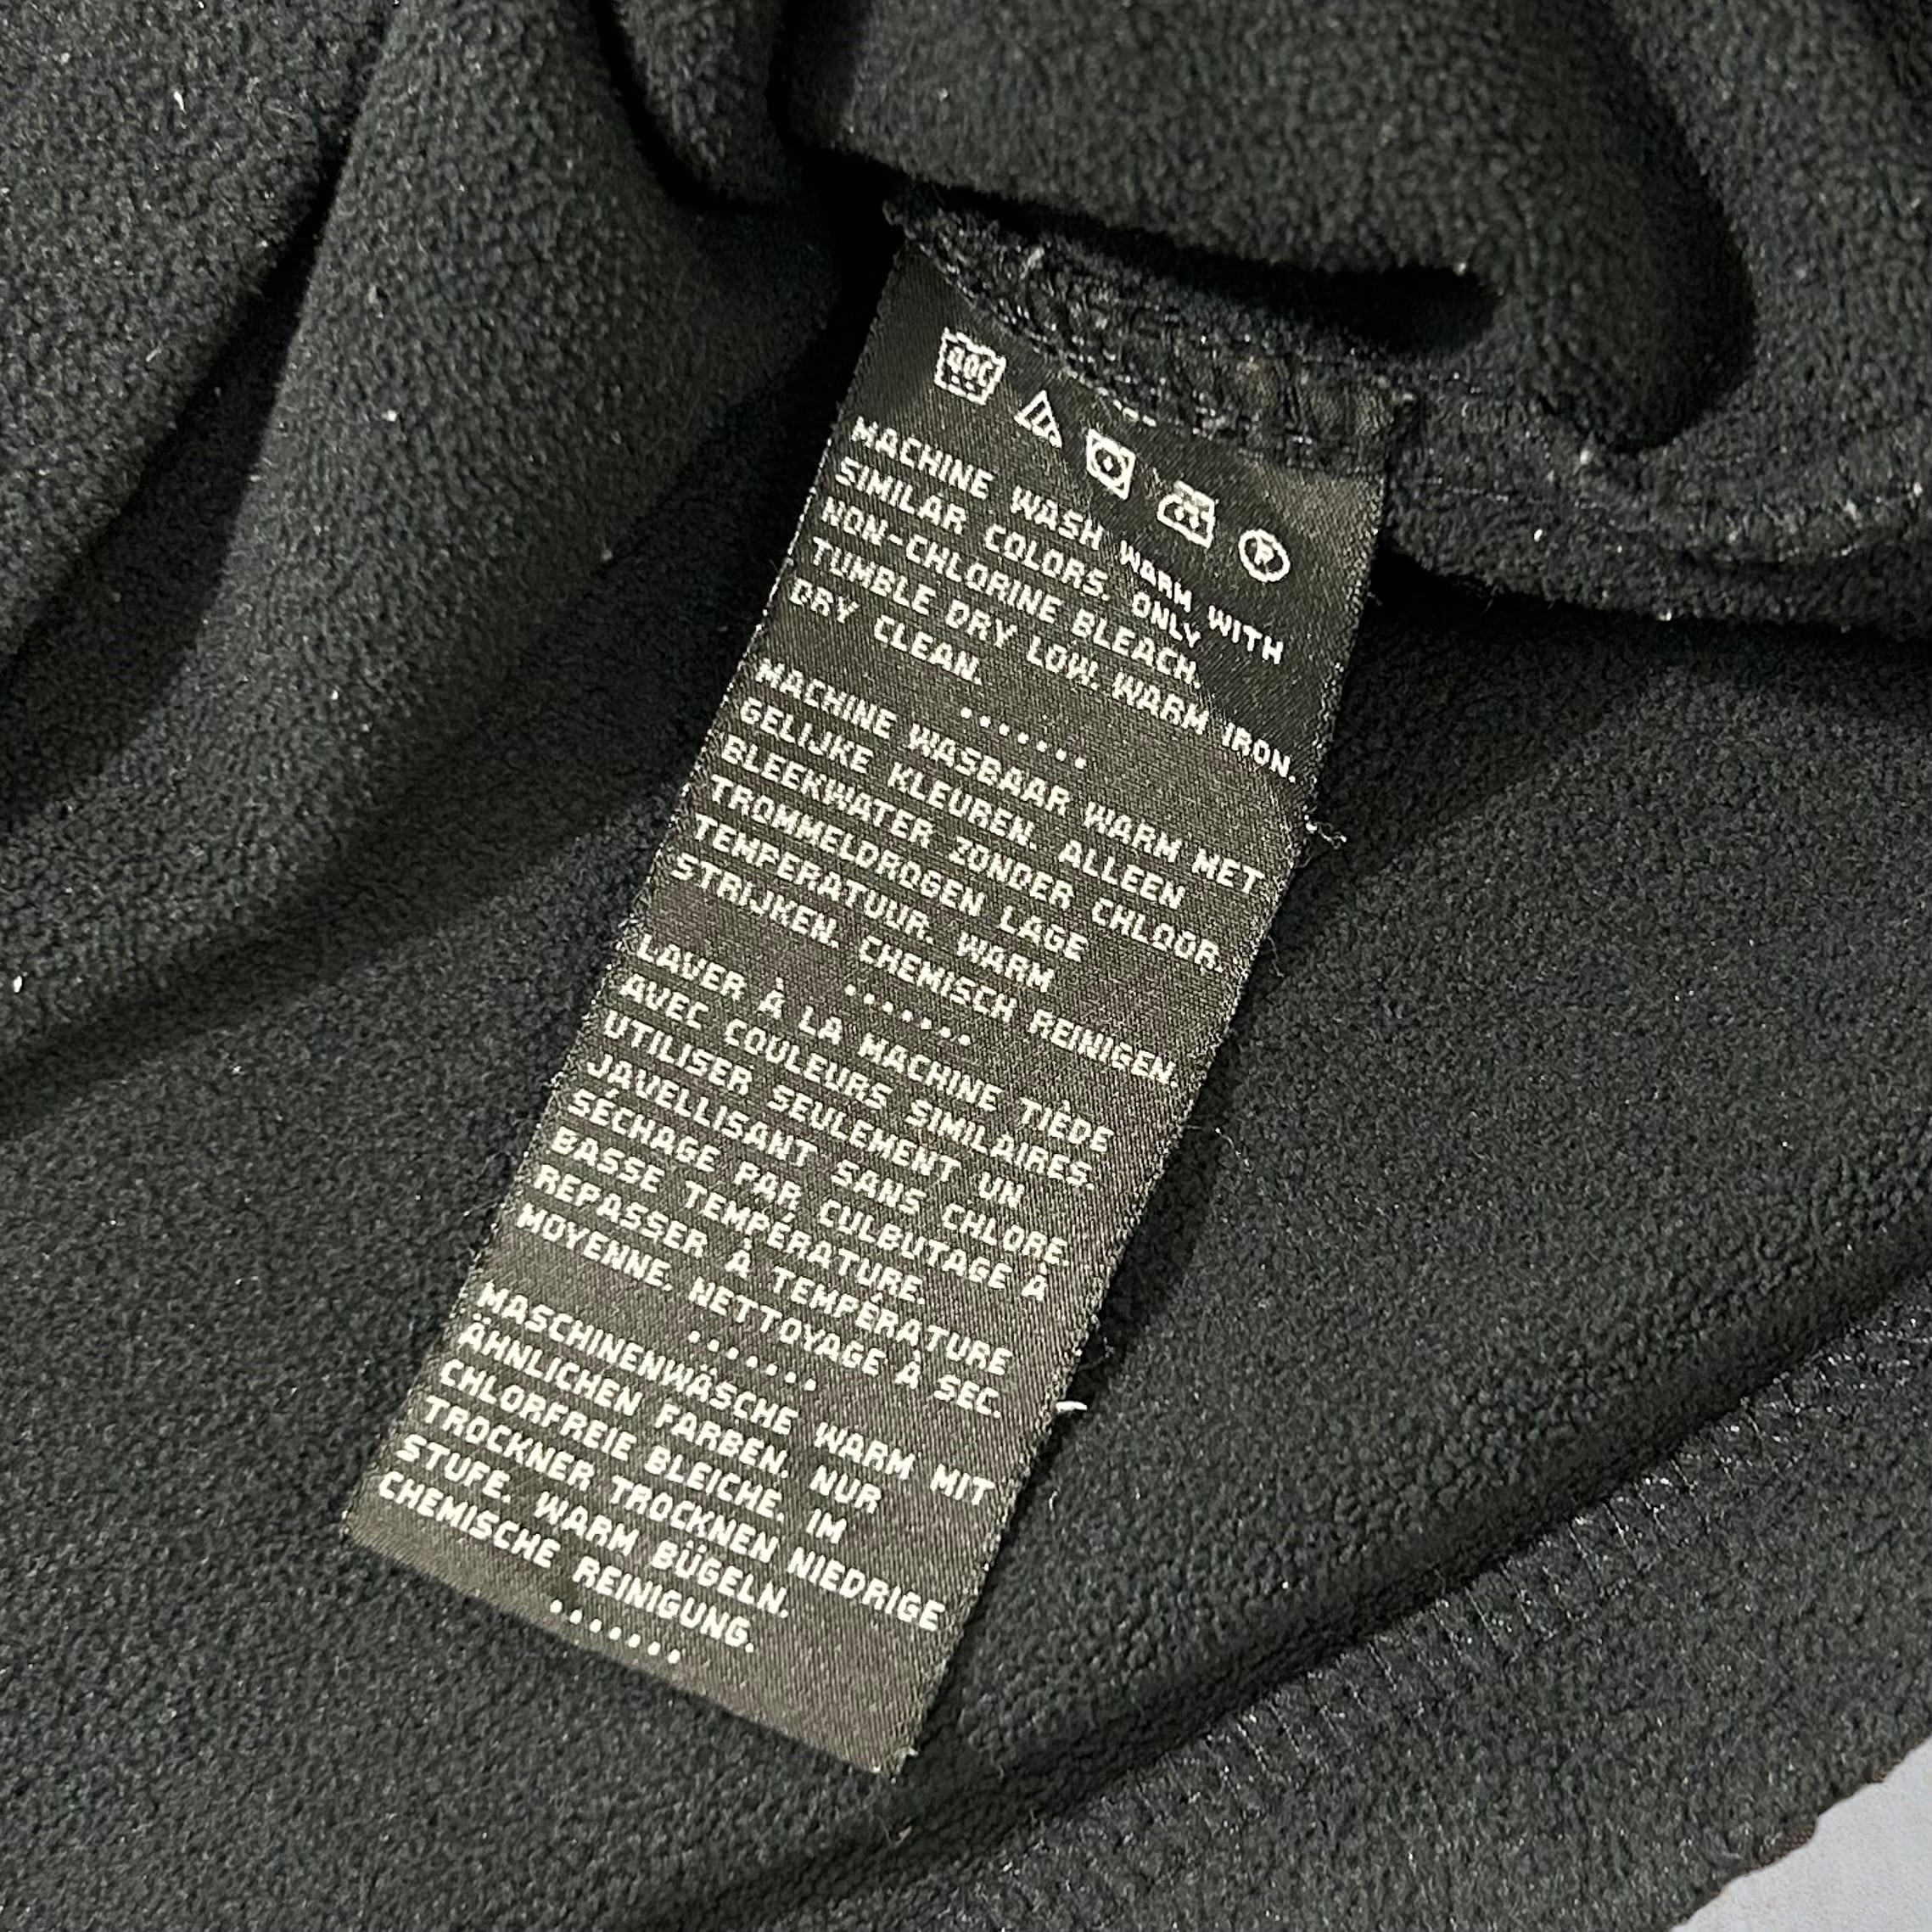 40C
P
MACHINE WASH WARM WITH
SIMILAR COLORS. ONLY
NON-CHLORINE BLEACH.
TUMBLE DRY LOW. WARM IRON.
DRY CLEAN.
.......
MACHINE WASBAAR WARM MET
GELIJKE KLEUREN. ALLEEN
BLEEKWATER ZONDER CHLOOR.
TROMMELDROGEN LAGE
TEMPERATUUR. WARM
STRIJKEN. CHEMISCH REINIGEN.
.......
LAVER À LA MACHINE TIÈDE
AVEC COULEURS SIMILAIRES.
UTILISER SEULEMENT UN
JAVELLISANT SANS CHLORE.
SÉCHAGE PAR CULBUTAGE À
BASSE TEMPÉRATURE.
REPASSER À TEMPÉRATURE
MOYENNE. NETTOYAGE À SEC.
.......
MASCHINENWÄSCHE WARM MIT
ÄHNLICHEN FARBEN. NUR
CHLORFREIE BLEICHE. IM
TROCKNER TROCKNEN NIEDRIGE
STUFE. WARM BÜGELN.
CHEMISCHE REINIGUNG.
.......